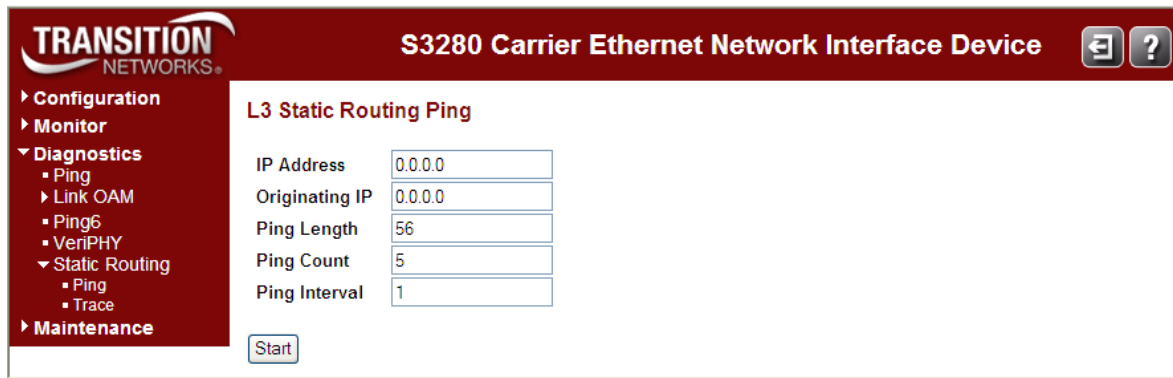 TRANSITION
NETWORKS®
S3280 Carrier Ethernet Network Interface Device
?
Configuration
Monitor
Diagnostics
Ping
Link OAM
Ping6
VeriPHY
Static Routing
Ping
Trace
Maintenance
L3 Static Routing Ping
IP Address 0.0.0.0
Originating IP 0.0.0.0
Ping Length 56
Ping Count 5
Ping Interval 1
Start